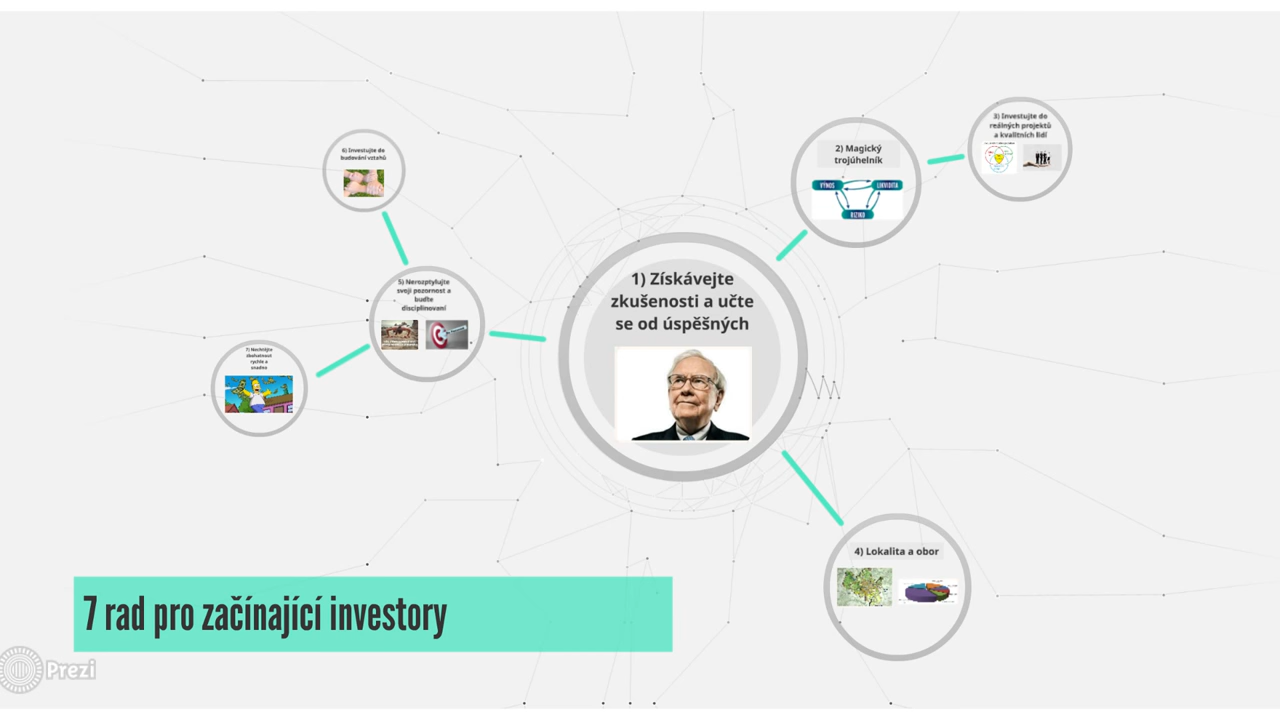 1) Získávejte
zkušenosti a učte
se od úspěšných
2) Magický
trojúhelník
VÝNOS
LIKVIDITA
RIZIKO
3) Investujte do
reálných projektů
a kvalitních lidí
4) Lokalita a obor
5) Nerozptylujte
svoji pozornost a
buďte
disciplinovaní
6) Investujte do
budování vztahů
7) Nechtějte
zbohatnout
rychle a
snadno
7 rad pro začínající investory
Prezi